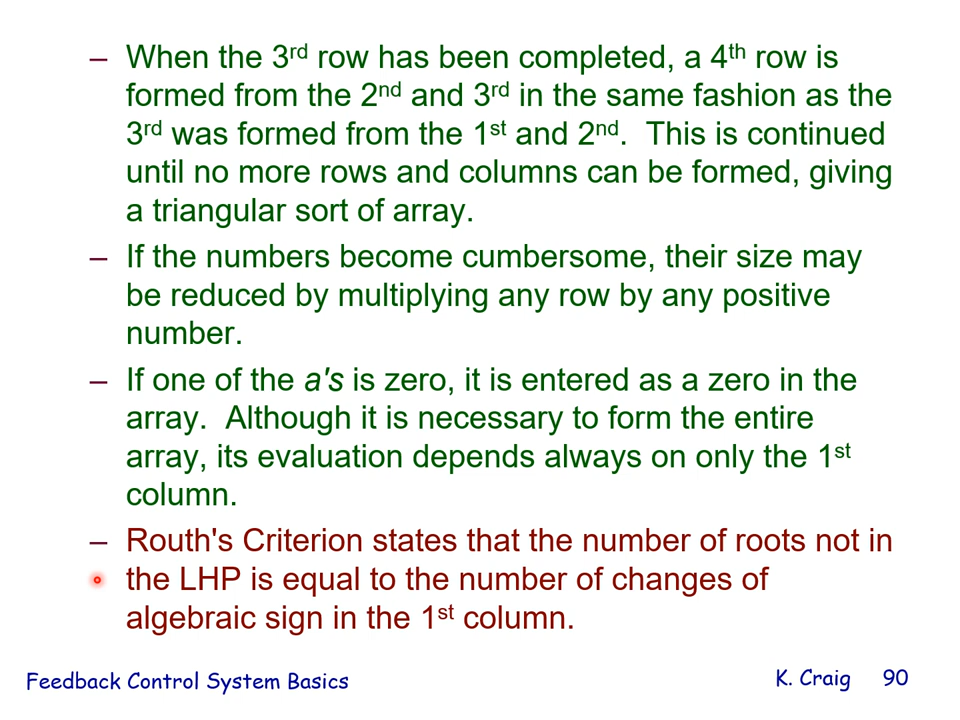 – When the 3rd row has been completed, a 4th row is
formed from the 2nd and 3rd in the same fashion as the
3rd was formed from the 1st and 2nd.  This is continued
until no more rows and columns can be formed, giving
a triangular sort of array.
– If the numbers become cumbersome, their size may
be reduced by multiplying any row by any positive
number.
– If one of the a's is zero, it is entered as a zero in the
array.  Although it is necessary to form the entire
array, its evaluation depends always on only the 1st
column.
– Routh's Criterion states that the number of roots not in
the LHP is equal to the number of changes of
algebraic sign in the 1st column.
Feedback Control System Basics
K. Craig 90